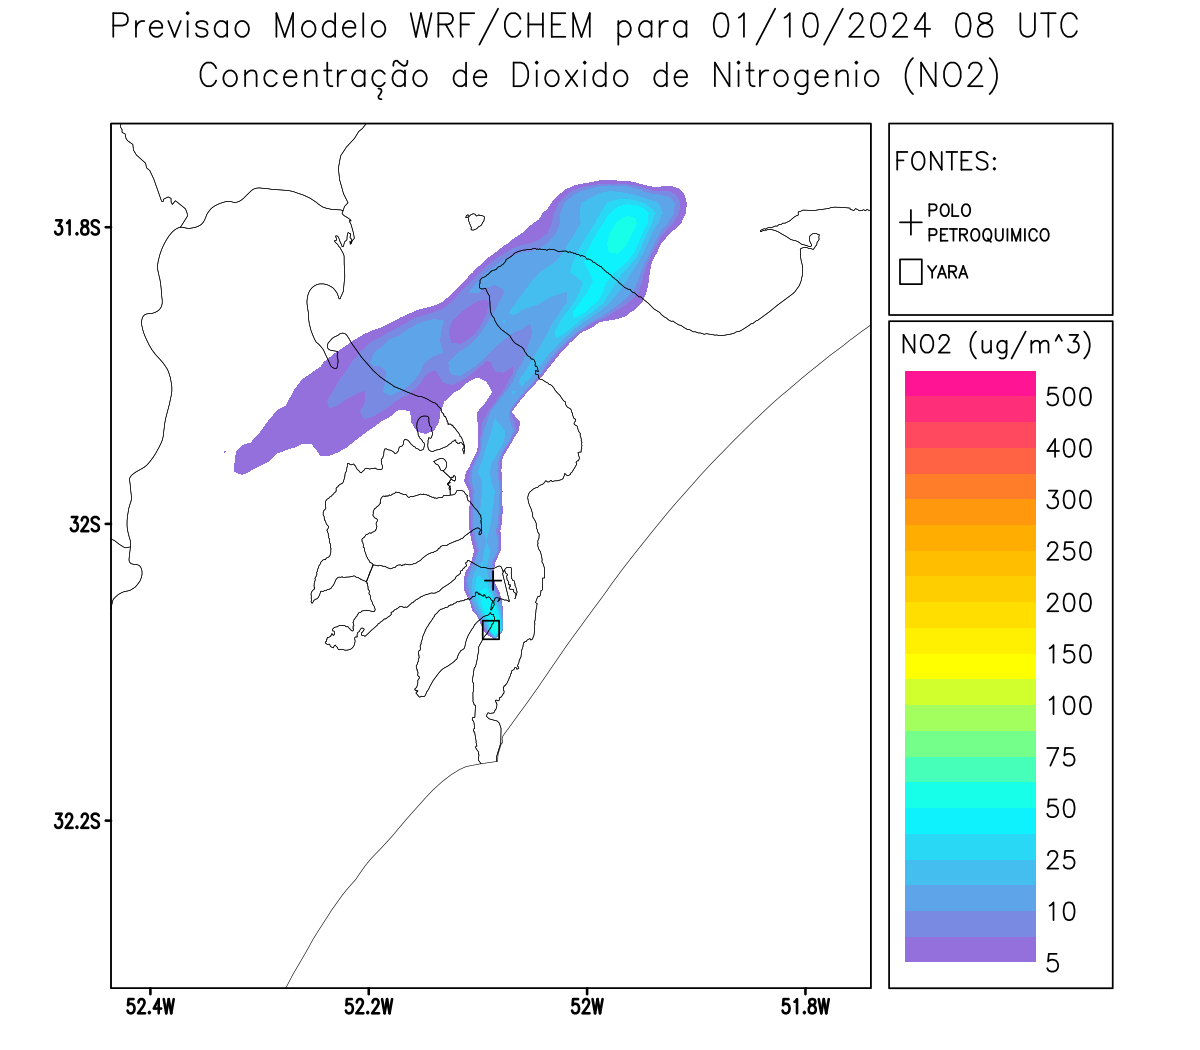 Previsao Modelo WRF/CHEM para 01/10/2024 08 UTC
Concentração de Dioxido de Nitrogenio (NO2)
FONTES:
POLO
PETROQUIMICO
YARA
NO2 (ug/m^3)
500
400
300
250
200
150
100
75
50
25
10
5
31.8S
32S
32.2S
52.4W
52.2W
52W
51.8W